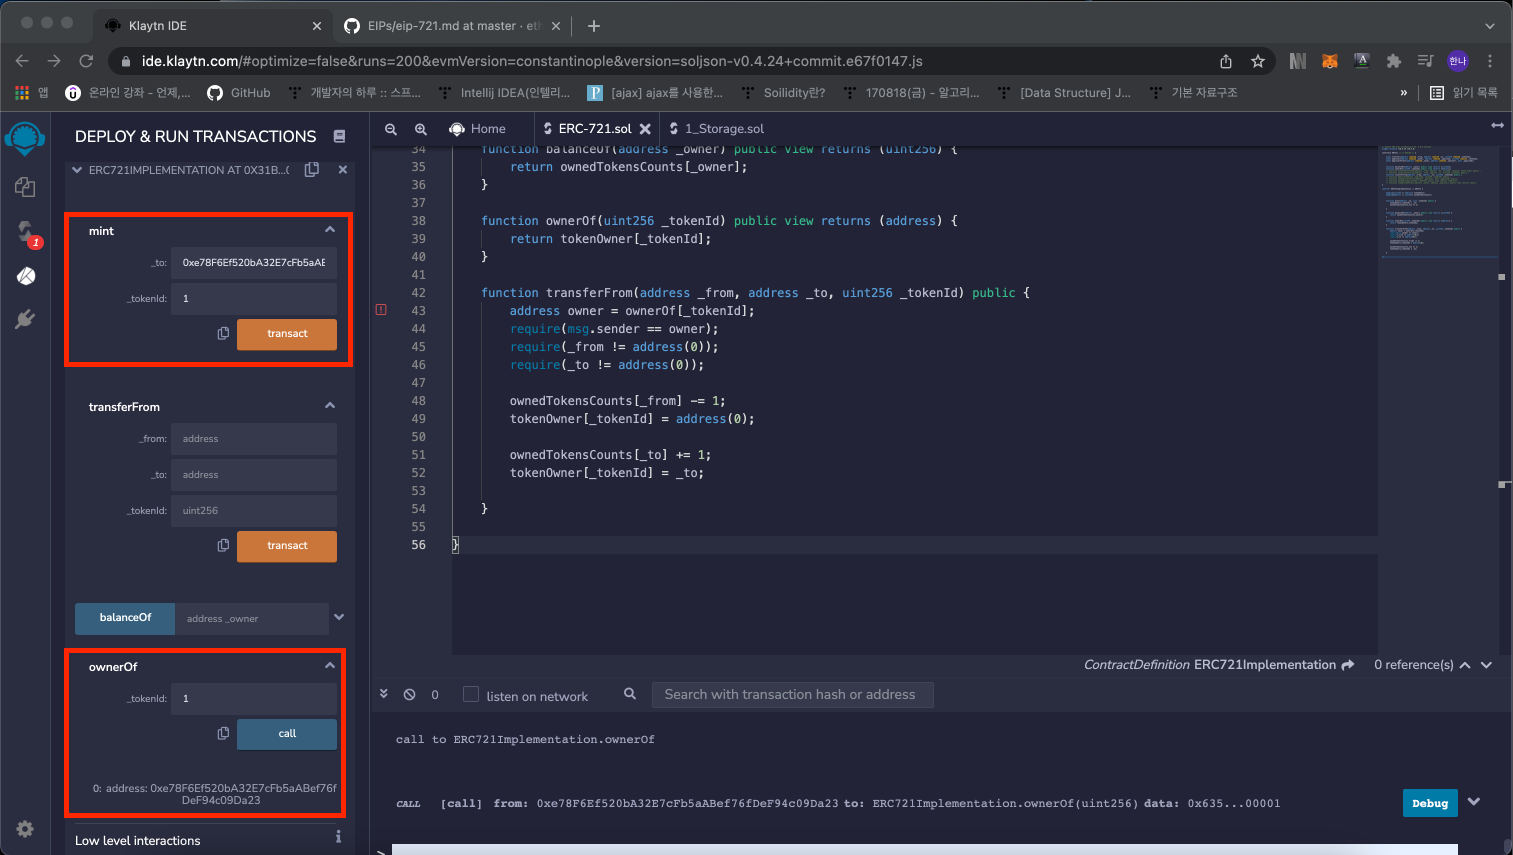 Klaytn IDE
EIPs/eip-721.md at master · eth
ide.klaytn.com/#optimize=false&runs=200&evmVersion=constantinople&version=soljson-v0.4.24+commit.e67f0147.js
한나
앱
온라인 강좌 - 언제,...
GitHub
개발자의 하루 :: 스프...
Intellij IDEA(인텔리...
[ajax] ajax를 사용한...
Soilidity란?
170818(금) - 알고리...
[Data Structure] J...
기본 자료구조
»
읽기 목록
DEPLOY & RUN TRANSACTIONS
Home
ERC-721.sol
1_Storage.sol
ERC721IMPLEMENTATION AT 0X31B...
1
mint
_to:
0xe78F6Ef520bA32E7cFb5aAB
_tokenId:
1
transact
transferFrom
_from:
address
_to:
address
_tokenId:
uint256
transact
balanceOf
address _owner
ownerOf
_tokenId:
1
call
0: address: 0xe78F6Ef520bA32E7cFb5aABef76f
DeF94c09Da23
Low level interactions
34 function balanceOf(address _owner) public view returns (uint256) {
35 return ownedTokensCounts[_owner];
36 }
37
38 function ownerOf(uint256 _tokenId) public view returns (address) {
39 return tokenOwner[_tokenId];
40 }
41
42 function transferFrom(address _from, address _to, uint256 _tokenId) public {
43 address owner = ownerOf[_tokenId];
44 require(msg.sender == owner);
45 require(_from != address(0));
46 require(_to != address(0));
47
48 ownedTokensCounts[_from] -= 1;
49 tokenOwner[_tokenId] = address(0);
50
51 ownedTokensCounts[_to] += 1;
52 tokenOwner[_tokenId] = _to;
53
54 }
55
56 }
ContractDefinition ERC721Implementation 0 reference(s)
0
listen on network
Search with transaction hash or address
call to ERC721Implementation.ownerOf
CALL [call] from: 0xe78F6Ef520bA32E7cFb5aABef76fDeF94c09Da23 to: ERC721Implementation.ownerOf(uint256) data: 0x635...00001
Debug
>